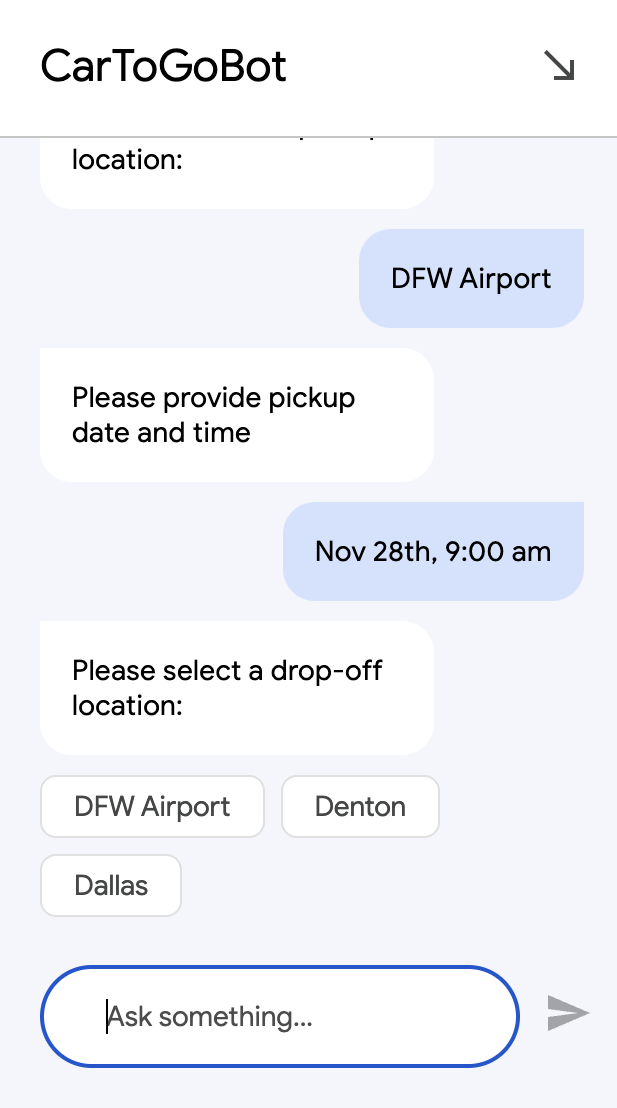 CarToGoBot
location:
DFW Airport
Please provide pickup
date and time
Nov 28th, 9:00 am
Please select a drop-off
location:
DFW Airport
Denton
Dallas
Ask something...